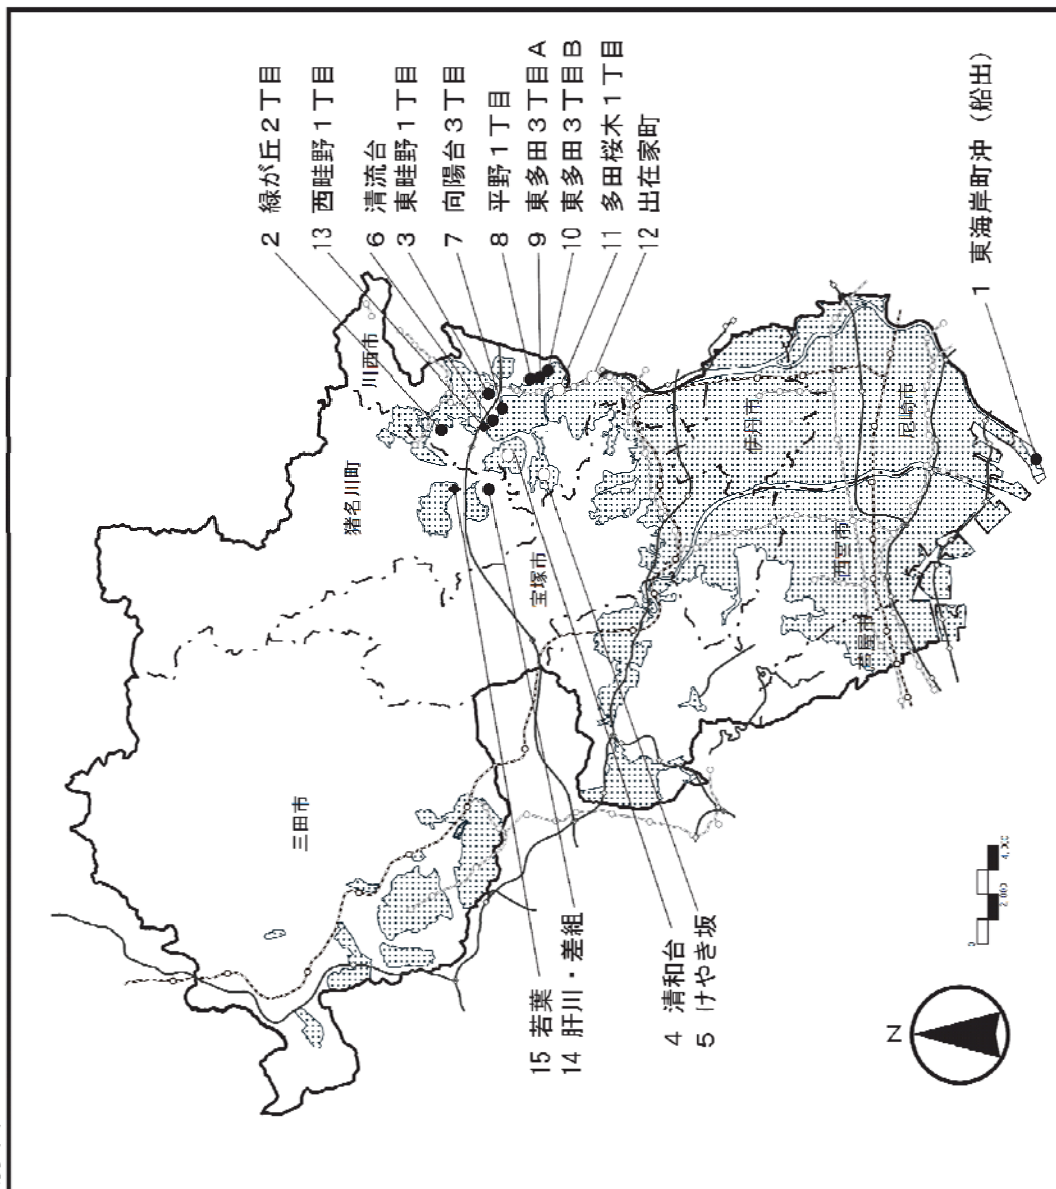 2 緑が丘2丁目
13 西畦野1丁目
6 清流台
3 東畦野1丁目
7 向陽台3丁目
8 平野1丁目
9 東多田3丁目A
10 東多田3丁目B
11 多田桜木1丁目
12 出在家町
1 東海岸町沖（船出）
川西市
猪名川町
宝塚市
三田市
伊丹市
尼崎市
西宮市
芦屋市
15 若葉
14 肝川・差組
4 清和台
5 けやき坂
N
0
2,000
4,000